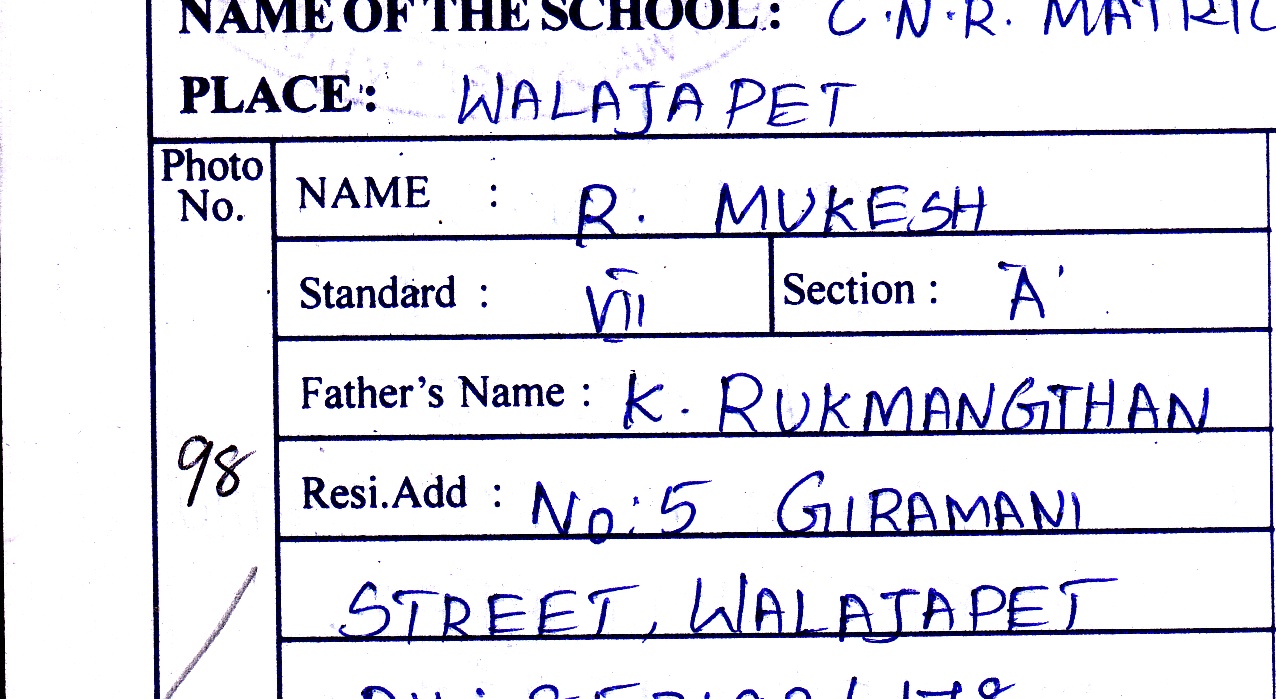 NAME OF THE SCHOOL: C.N.R. MATRIC
PLACE: WALAJAPET
Photo No.
NAME : R. MUKESH
Standard : VII Section : 'A'
Father's Name : K. RUKMANGTHAN
98
Resi.Add : No:5 GIRAMANI
STREET, WALAJAPET